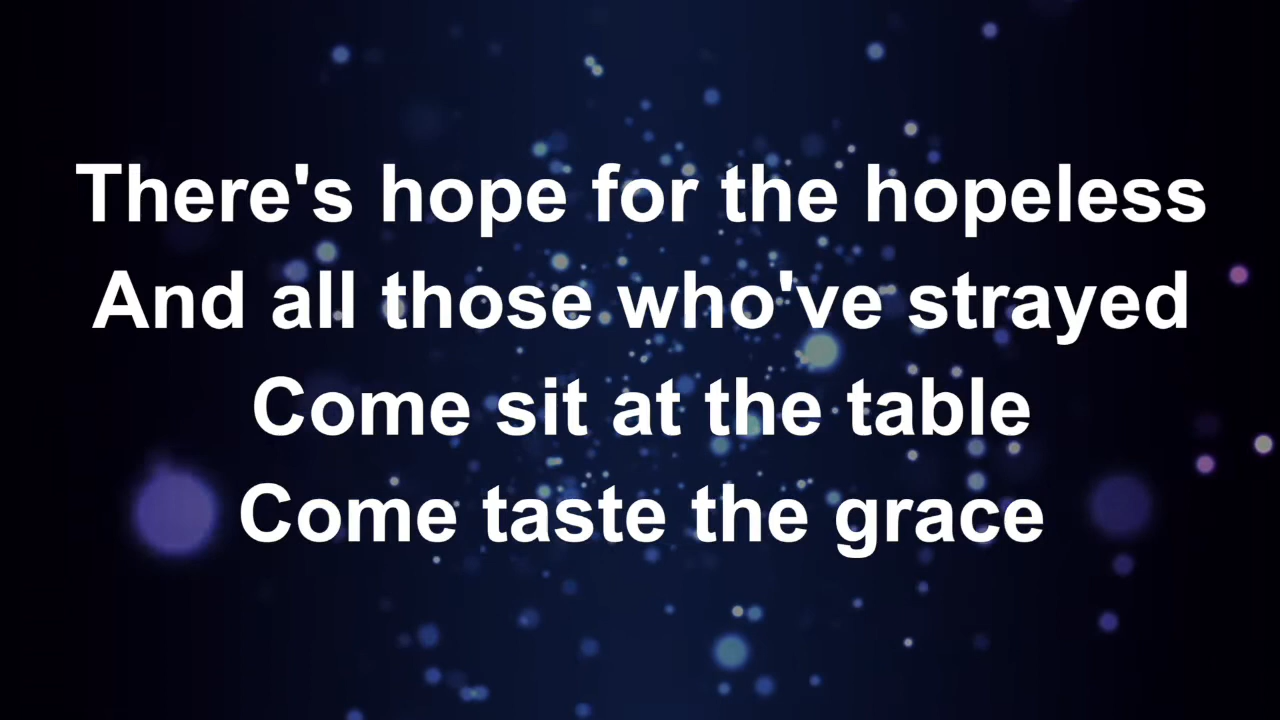 There's hope for the hopeless
And all those who've strayed
Come sit at the table
Come taste the grace